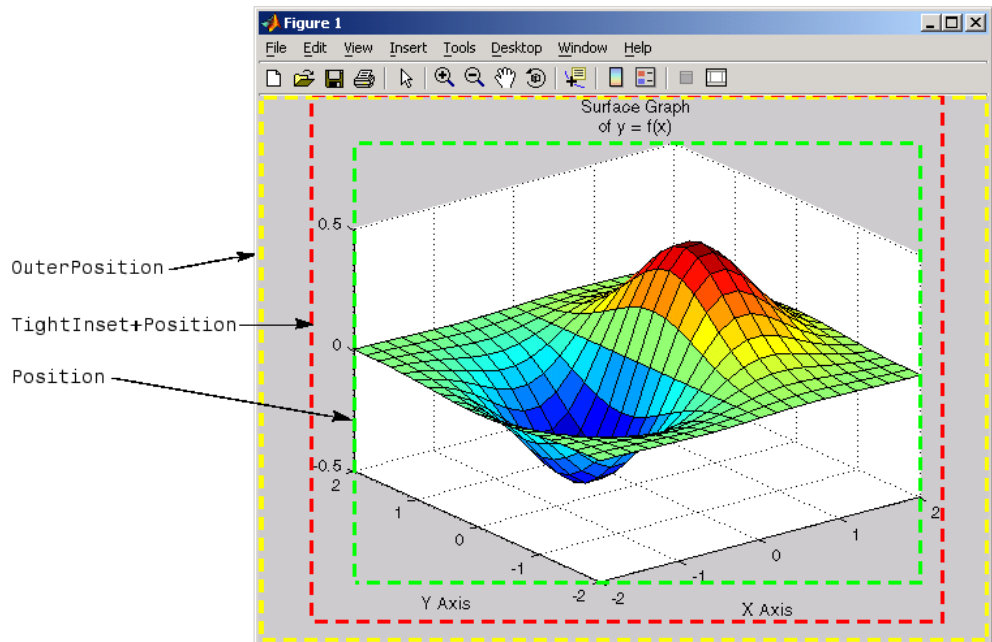 Figure 1
File Edit View Insert Tools Desktop Window Help
Surface Graph
of y = f(x)
0.5
OuterPosition
TightInset+Position
0
Position
-0.5
2
1
0
-1
-2
-2
-1
0
1
2
Y Axis
X Axis